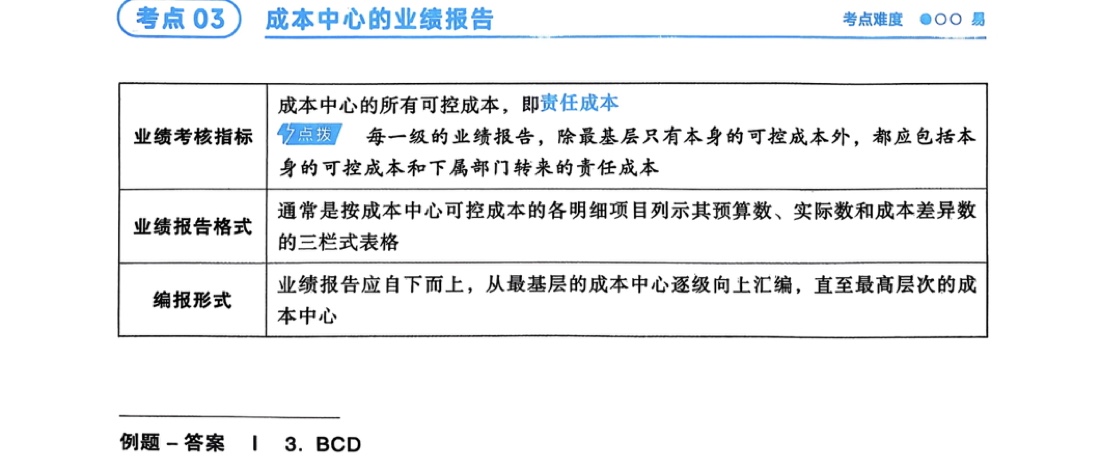 考点 03 成本中心的业绩报告 考点难度 易
业绩考核指标
成本中心的所有可控成本，即责任成本
点拨 每一级的业绩报告，除最基层只有本身的可控成本外，都应包括本
身的可控成本和下属部门转来的责任成本
业绩报告格式
通常是按成本中心可控成本的各明细项目列示其预算数、实际数和成本差异数
的三栏式表格
编报形式
业绩报告应自下而上，从最基层的成本中心逐级向上汇编，直至最高层次的成
本中心
例题 – 答案 | 3. BCD